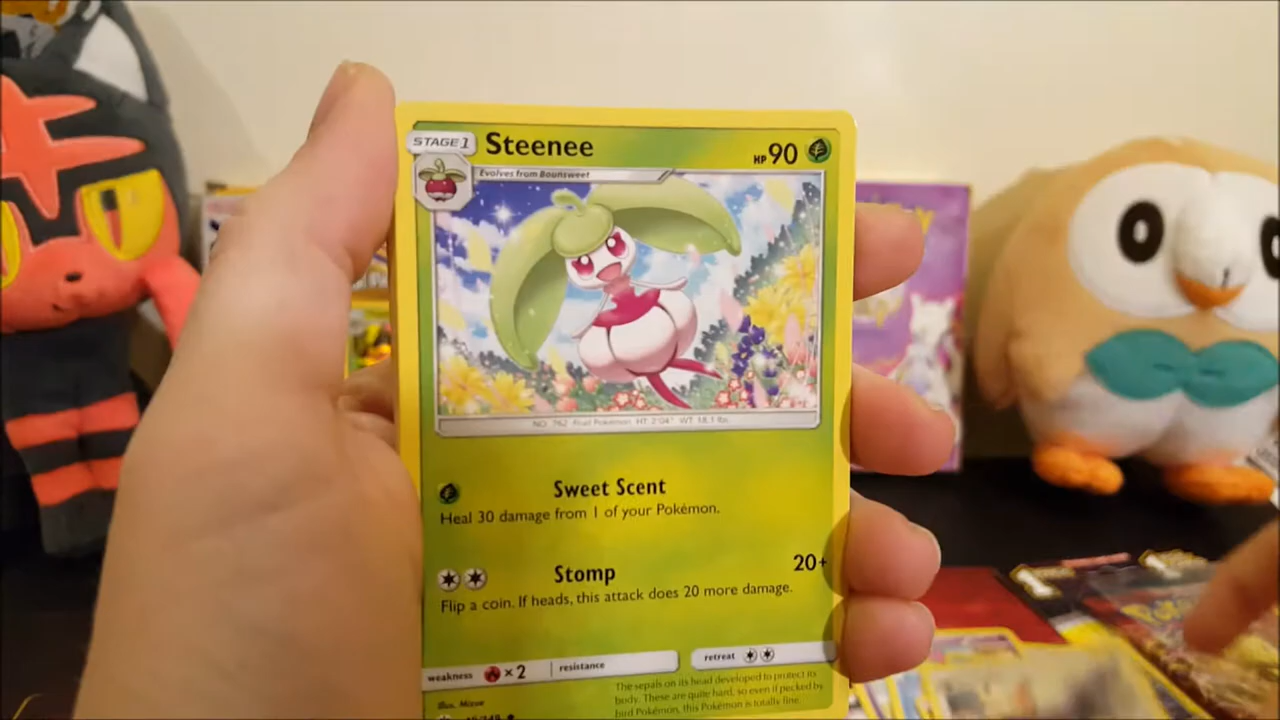 STAGE 1 Steenee HP 90
Evolves from Bounsweet
NO. 762 Fruit Pokémon HT: 2'04" WT: 18.1 lbs.
Sweet Scent
Heal 30 damage from 1 of your Pokémon.
Stomp 20+
Flip a coin. If heads, this attack does 20 more damage.
weakness ×2 resistance retreat
The sepals on its head developed to protect its
body. These are quite hard, so even if pecked by
bird Pokémon, this Pokémon is totally fine.
Illus. Mizue